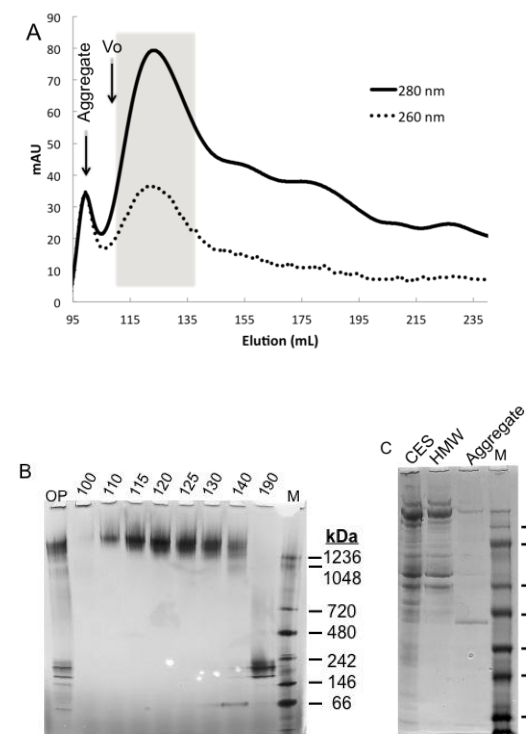 A
Aggregate
Vo
90
80
70
60
50
40
30
20
10
0
mAU
280 nm
260 nm
95 115 135 155 175 195 215 235
Elution (mL)
B
OP 100 110 115 120 125 130 140 190 M
kDa
1236
1048
720
480
242
146
66
C
CES HMW Aggregate M